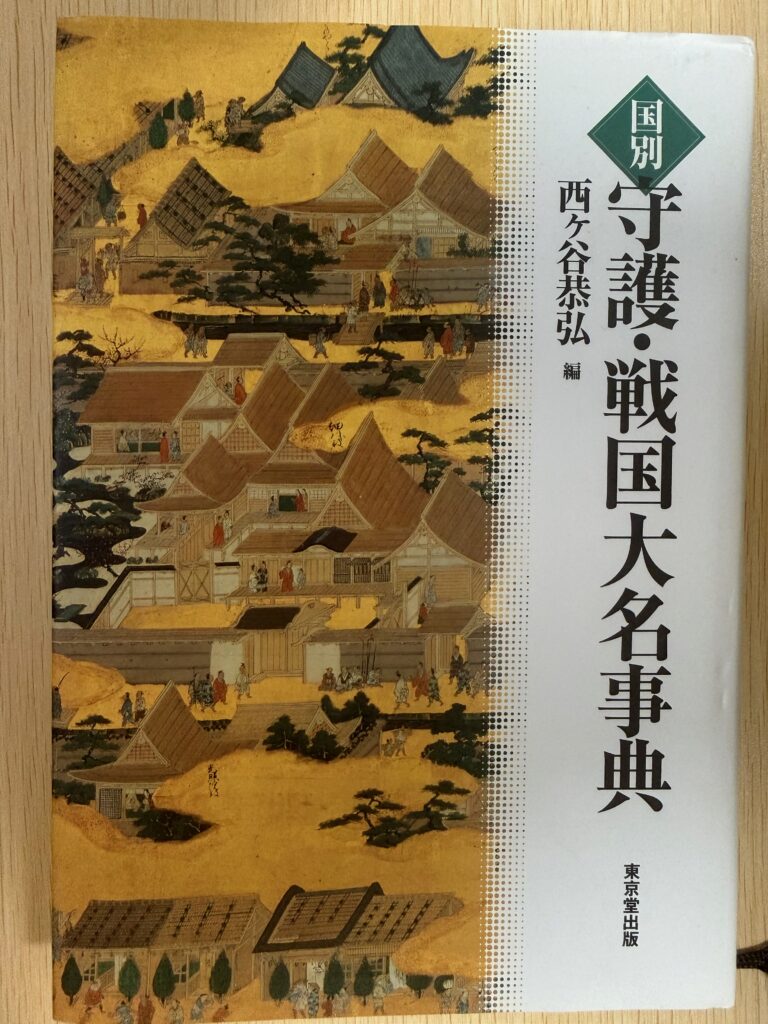 国別
守護・戦国大名事典
西ヶ谷恭弘 編
東京堂出版